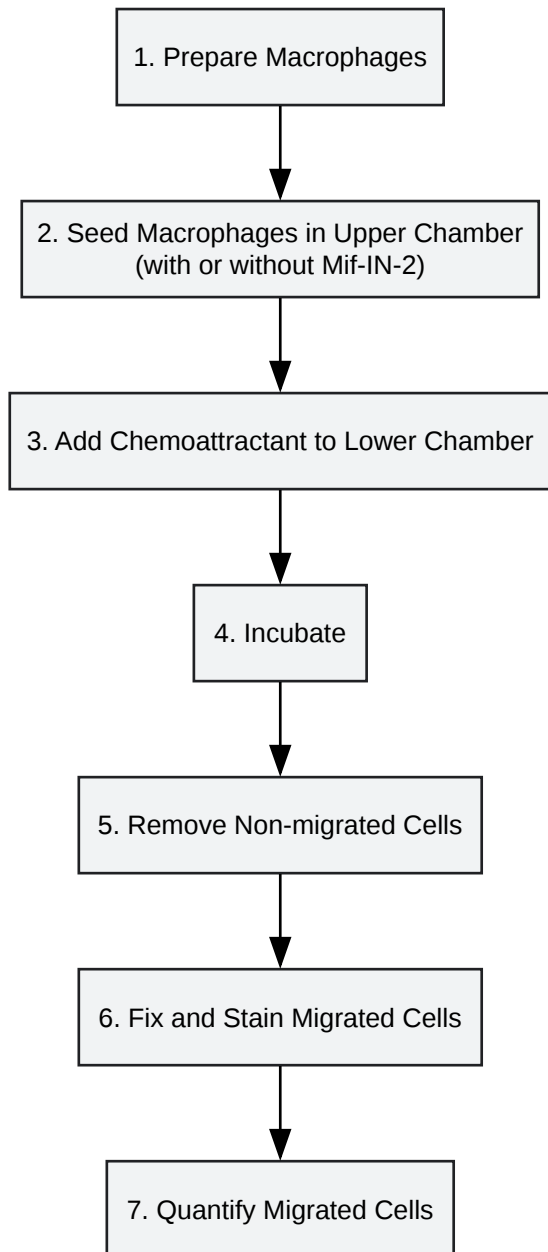 1. Prepare Macrophages
2. Seed Macrophages in Upper Chamber
(with or without Mif-IN-2)
3. Add Chemoattractant to Lower Chamber
4. Incubate
5. Remove Non-migrated Cells
6. Fix and Stain Migrated Cells
7. Quantify Migrated Cells